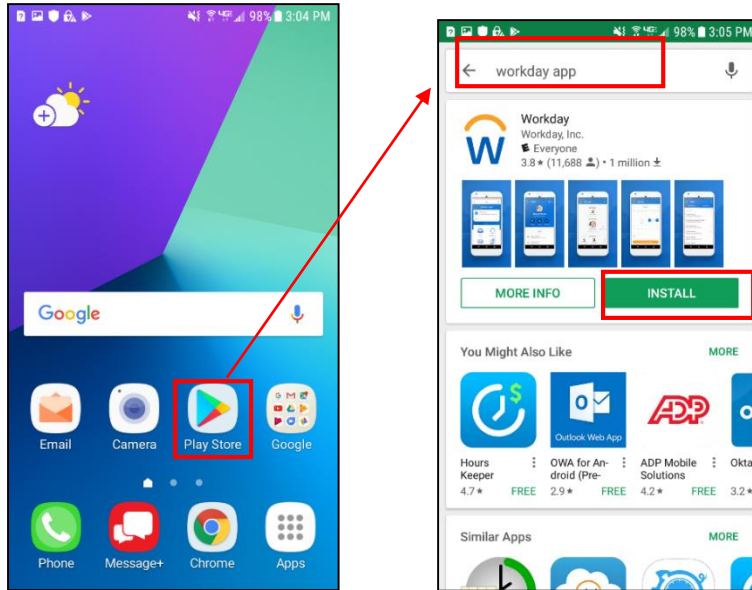 98% 3:04 PM
Google
Email
Camera
Play Store
Google
Phone
Message+
Chrome
Apps
98% 3:05 PM
workday app
Workday
Workday, Inc.
E Everyone
3.8★ (11,688) • 1 million
MORE INFO
INSTALL
You Might Also Like
MORE
Outlook Web App
ADP
Hours
Keeper
4.7★ FREE
OWA for An-
droid (Pre-
2.9★ FREE
ADP Mobile
Solutions
4.2★ FREE
Okta
3.2★
Similar Apps
MORE